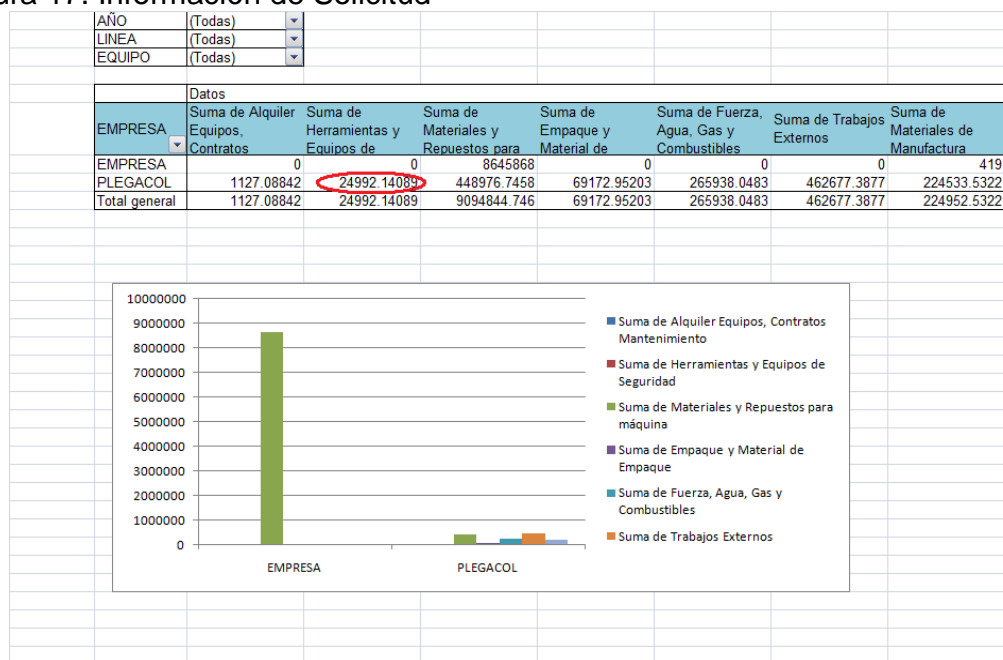 ra 47. Información de Solicitud
AÑO (Todas)
LINEA (Todas)
EQUIPO (Todas)
Datos
EMPRESA Suma de Alquiler Equipos, Contratos Suma de Herramientas y Equipos de Suma de Materiales y Repuestos para Suma de Empaque y Material de Suma de Fuerza, Agua, Gas y Combustibles Suma de Trabajos Externos Suma de Materiales de Manufactura
EMPRESA 0 0 8645868 0 0 0 419
PLEGACOL 1127.08842 24992.14089 448976.7458 69172.95203 265938.0483 462677.3877 224533.5322
Total general 1127.08842 24992.14089 9094844.746 69172.95203 265938.0483 462677.3877 224952.5322
10000000
9000000
8000000
7000000
6000000
5000000
4000000
3000000
2000000
1000000
0
EMPRESA PLEGACOL
Suma de Alquiler Equipos, Contratos
Mantenimiento
Suma de Herramientas y Equipos de
Seguridad
Suma de Materiales y Repuestos para
máquina
Suma de Empaque y Material de
Empaque
Suma de Fuerza, Agua, Gas y
Combustibles
Suma de Trabajos Externos